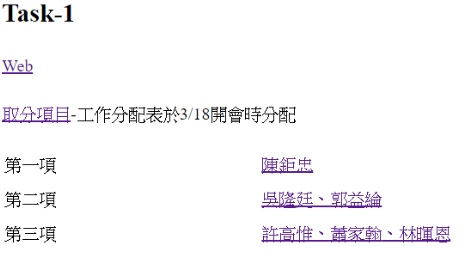 Task-1
Web
取分項目-工作分配表於3/18開會時分配
第一項 陳鉅忠
第二項 吳隆廷、郭益綸
第三項 許高惟、蕭家翰、林暉恩